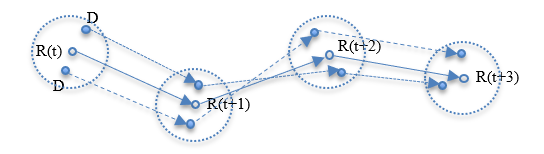 D
R(t)
D
R(t+1)
R(t+2)
R(t+3)